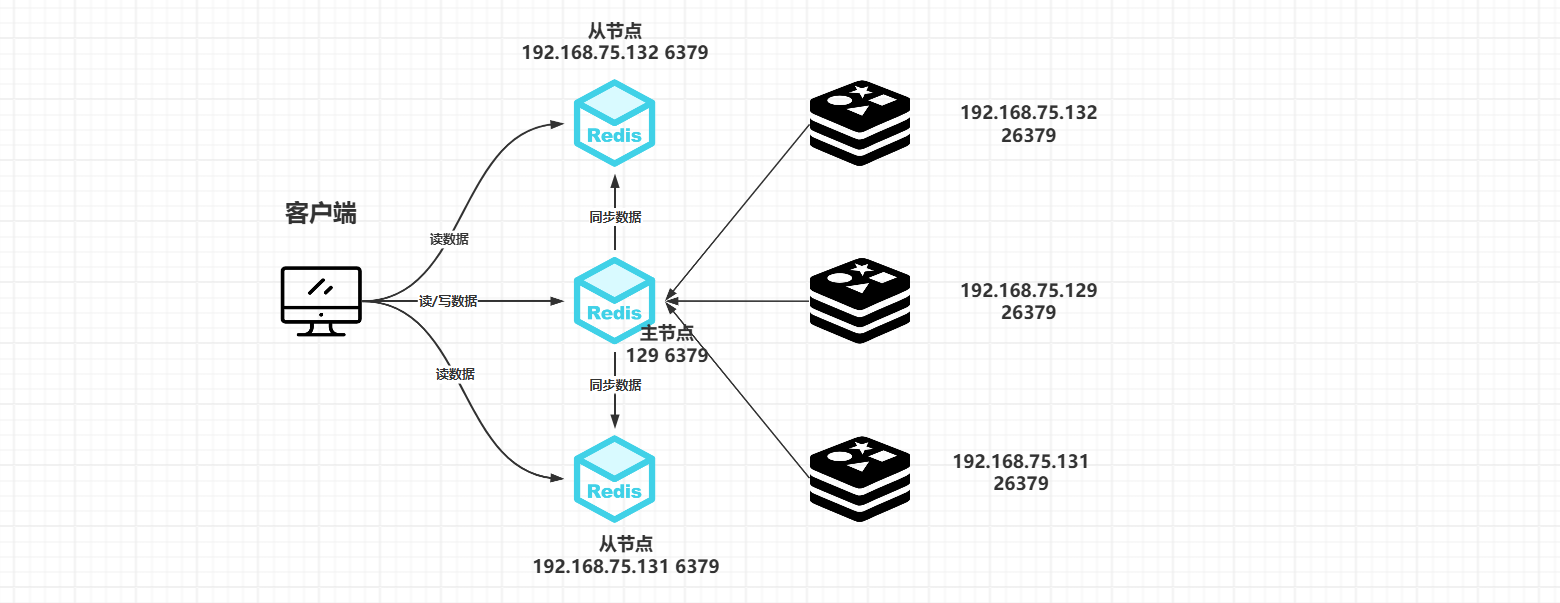 从节点
192.168.75.132 6379
Redis
192.168.75.132
26379
同步数据
客户端
读数据
读/写数据
Redis
主节点
129 6379
192.168.75.129
26379
读数据
同步数据
Redis
192.168.75.131
26379
从节点
192.168.75.131 6379